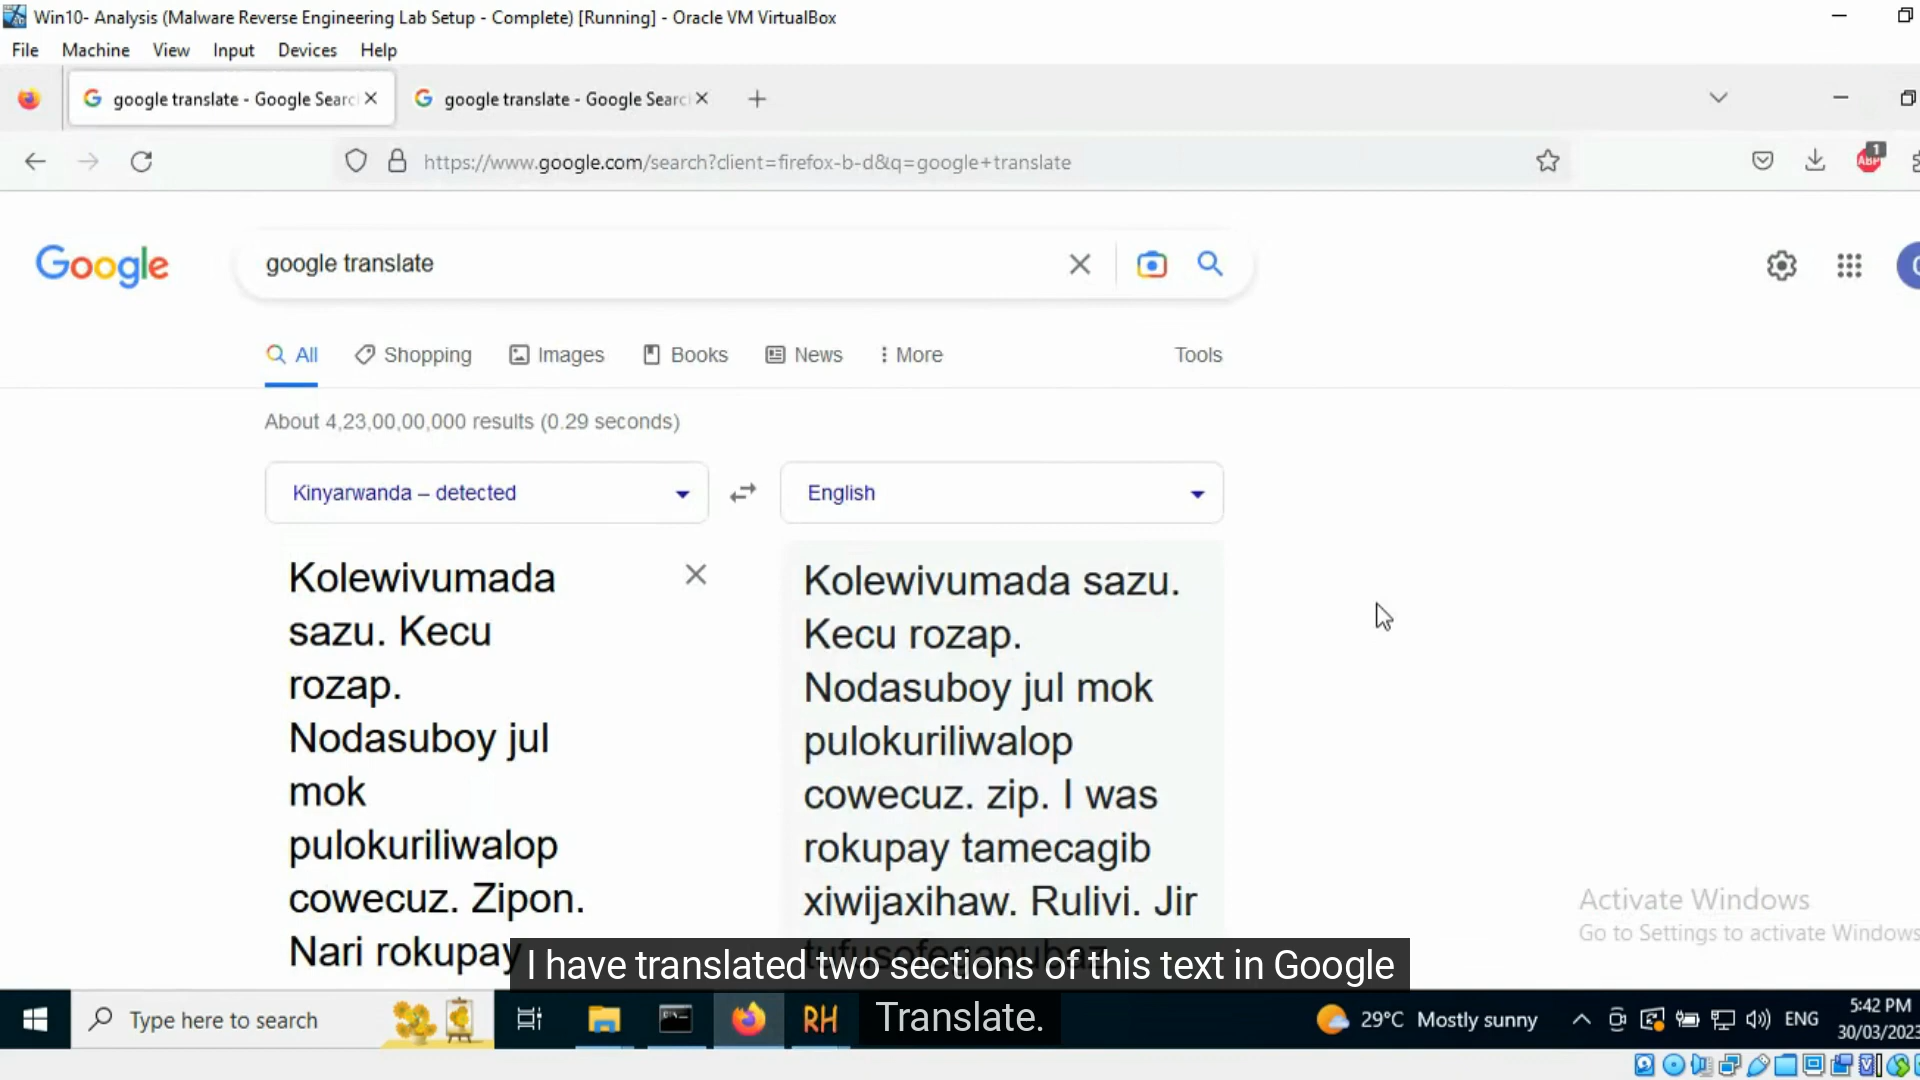 Win10- Analysis (Malware Reverse Engineering Lab Setup - Complete) [Running] - Oracle VM VirtualBox
File Machine View Input Devices Help
google translate - Google Searc
google translate - Google Searc
https://www.google.com/search?client=firefox-b-d&q=google+translate
ABP
1
Google
google translate
All Shopping Images Books News More Tools
About 4,23,00,00,000 results (0.29 seconds)
Kinyarwanda – detected
English
Kolewivumada
sazu. Kecu
rozap.
Nodasuboy jul
mok
pulokuriliwalop
cowecuz. Zipon.
Nari rokupay
Kolewivumada sazu.
Kecu rozap.
Nodasuboy jul mok
pulokuriliwalop
cowecuz. zip. I was
rokupay tamecagib
xiwijaxihaw. Rulivi. Jir
Activate Windows
Go to Settings to activate Windows
I have translated two sections of this text in Google
Translate.
Type here to search
RH
29°C Mostly sunny
ENG
5:42 PM
30/03/2023